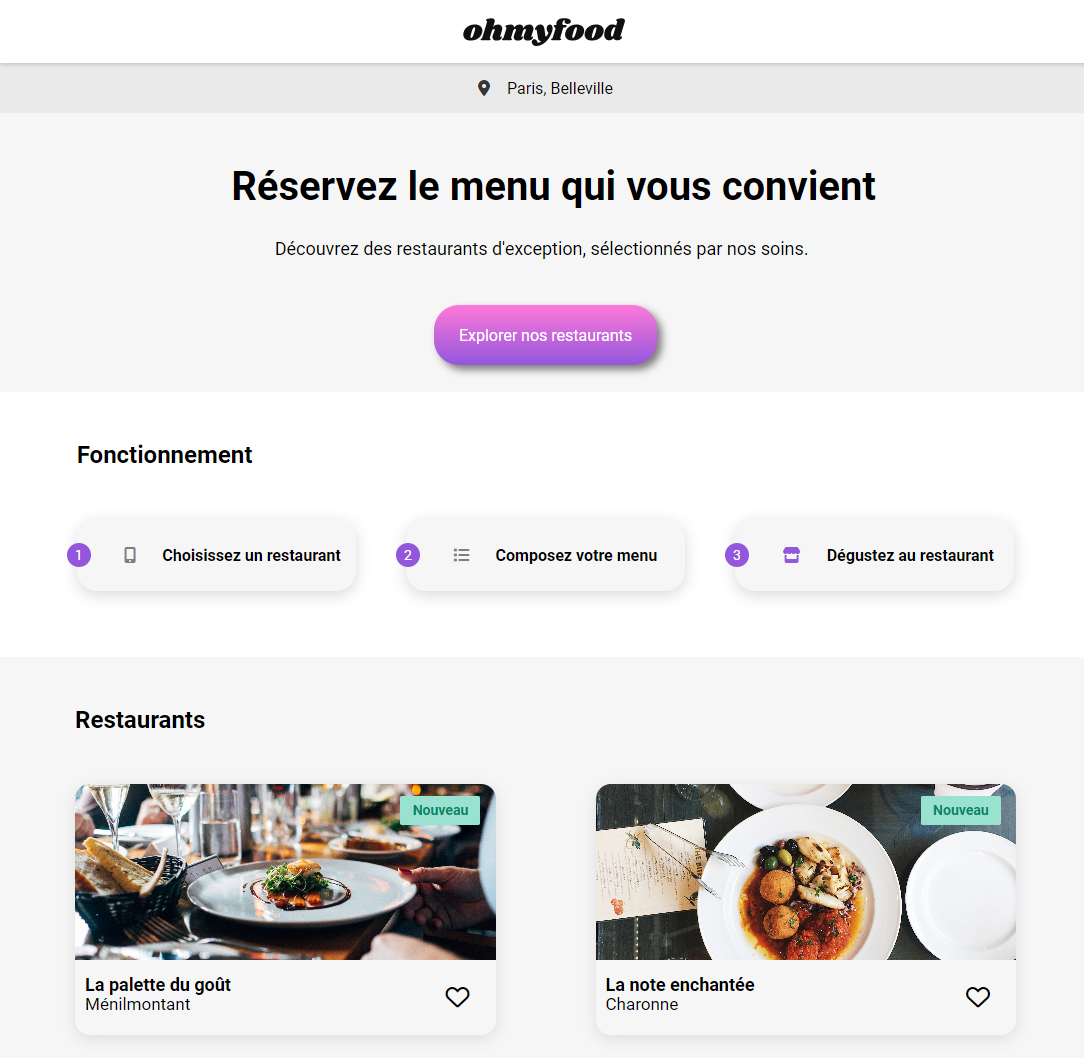 ohmyfood
Paris, Belleville
Réservez le menu qui vous convient
Découvrez des restaurants d'exception, sélectionnés par nos soins.
Explorer nos restaurants
Fonctionnement
1 Choisissez un restaurant
2 Composez votre menu
3 Dégustez au restaurant
Restaurants
Nouveau
La palette du goût
Ménilmontant
Nouveau
La note enchantée
Charonne